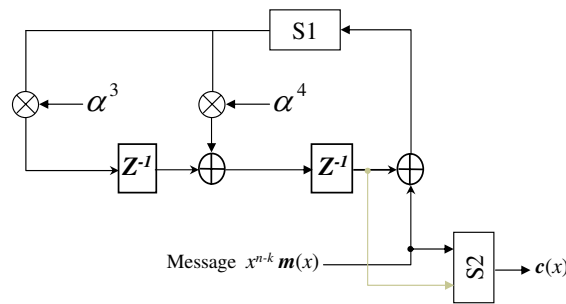 S1
α³
α⁴
Z⁻¹
Z⁻¹
Message xⁿ⁻ᵏ m(x)
S2
c(x)